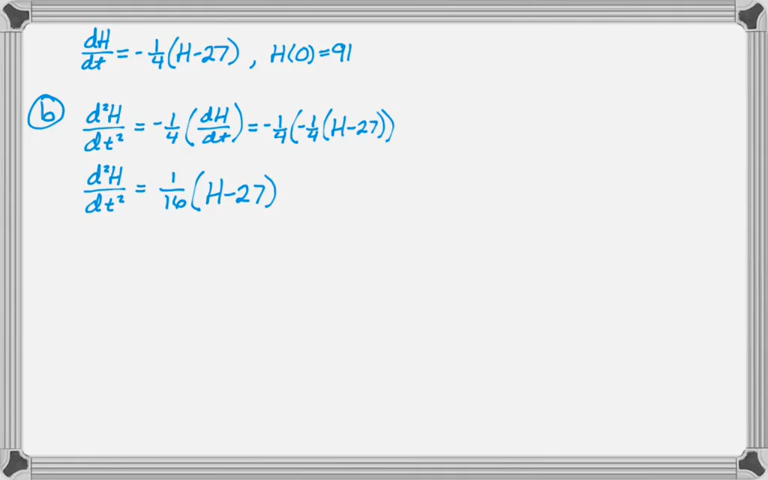 dH/dt = -1/4(H-27), H(0)=91
b d²H/dt² = -1/4(dH/dt) = -1/4(-1/4(H-27))
d²H/dt² = 1/16(H-27)